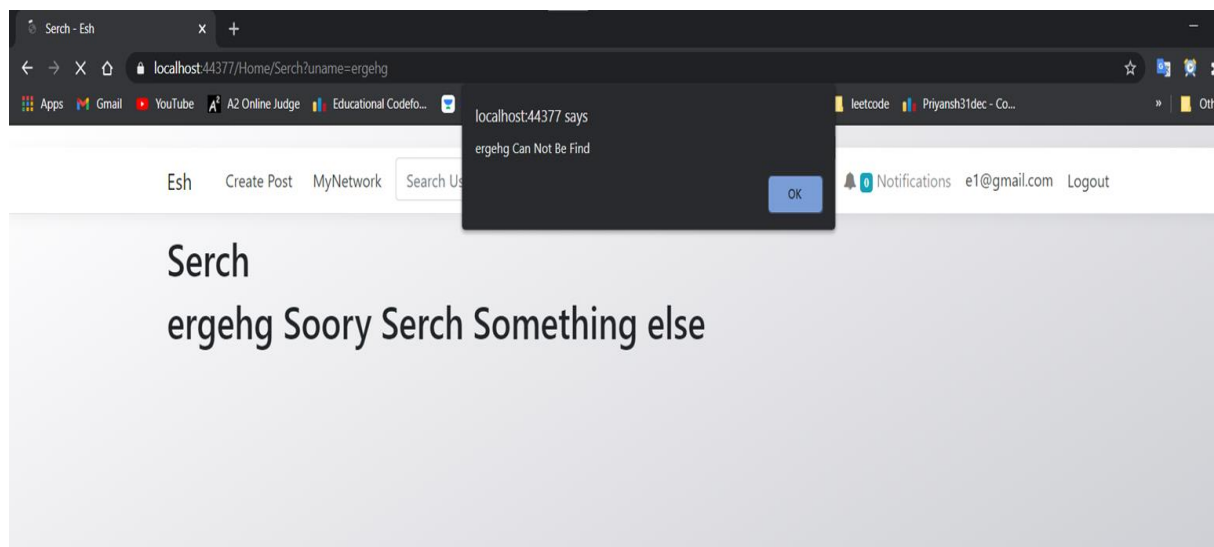 Serch - Esh
localhost:44377/Home/Serch?uname=ergehg
Apps Gmail YouTube A2 Online Judge Educational Codefo... leetcode Priyansh31dec - Co... » Oth
localhost:44377 says
ergehg Can Not Be Find
OK
Esh Create Post MyNetwork Search Us 0 Notifications e1@gmail.com Logout
Serch
ergehg Soory Serch Something else